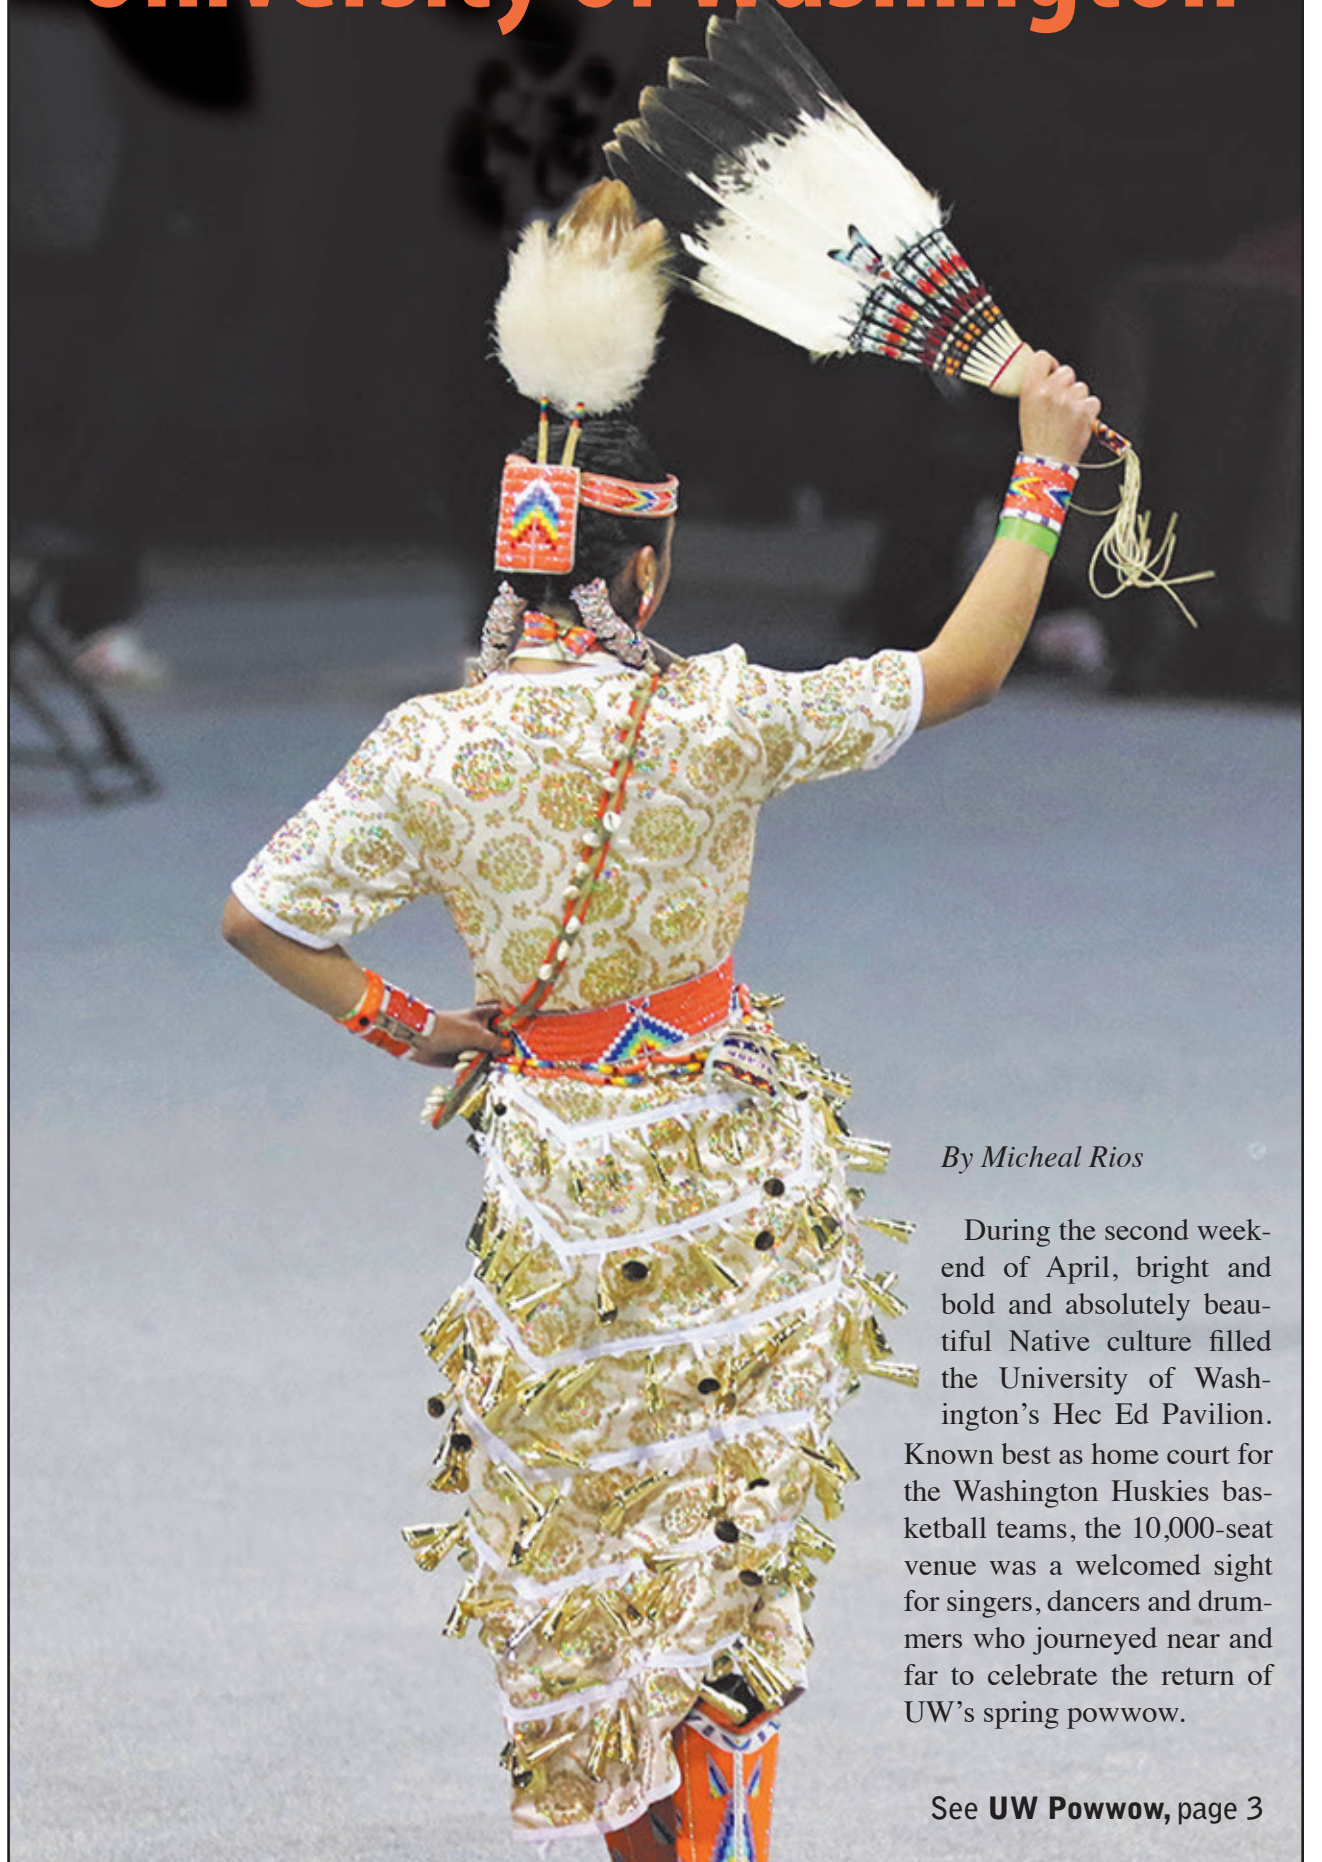 University of Washington
By Micheal Rios
During the second week-
end of April, bright and
bold and absolutely beau-
tiful Native culture filled
the University of Wash-
ington’s Hec Ed Pavilion.
Known best as home court for
the Washington Huskies bas-
ketball teams, the 10,000-seat
venue was a welcomed sight
for singers, dancers and drum-
mers who journeyed near and
far to celebrate the return of
UW’s spring powwow.
See UW Powwow, page 3